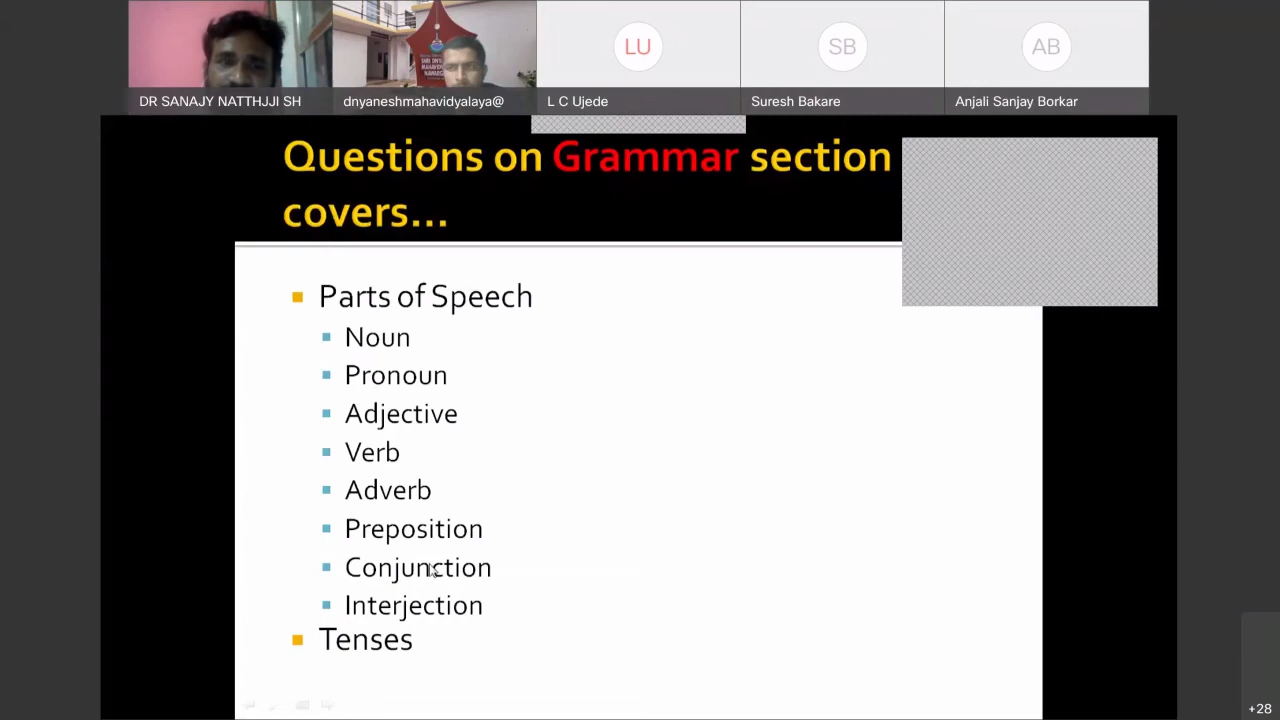 LU
SB
AB
DR SANAJY NATTHJJI SH
dnyaneshmahavidyalaya@
L C Ujede
Suresh Bakare
Anjali Sanjay Borkar
Questions on Grammar section
covers...
Parts of Speech
Noun
Pronoun
Adjective
Verb
Adverb
Preposition
Conjunction
Interjection
Tenses
+28